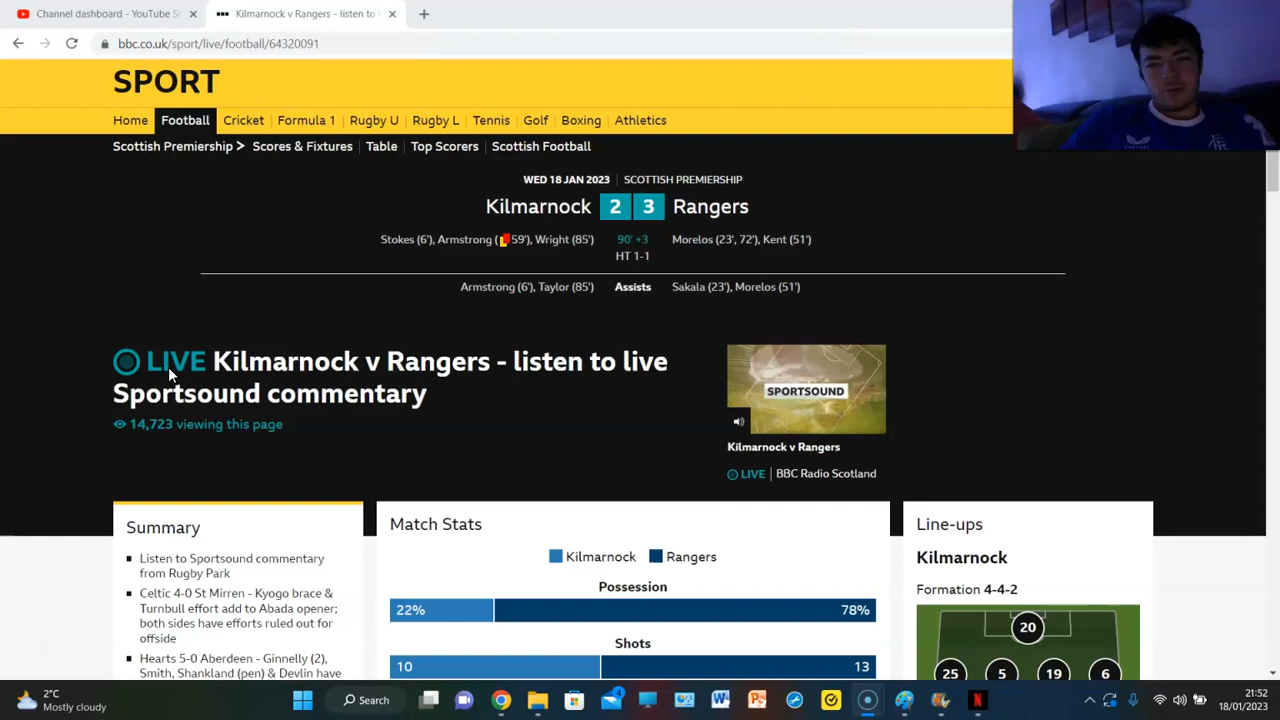 Channel dashboard - YouTube St
Kilmarnock v Rangers - listen to l
bbc.co.uk/sport/live/football/64320091
SPORT
Home Football Cricket Formula 1 Rugby U Rugby L Tennis Golf Boxing Athletics
Scottish Premiership Scores & Fixtures Table Top Scorers Scottish Football
WED 18 JAN 2023 SCOTTISH PREMIERSHIP
Kilmarnock 2 3 Rangers
Stokes (6'), Armstrong ( 59'), Wright (85') 90' +3 Morelos (23', 72'), Kent (51')
HT 1-1
Armstrong (6'), Taylor (85') Assists Sakala (23'), Morelos (51')
LIVE Kilmarnock v Rangers - listen to live
Sportsound commentary
14,723 viewing this page
SPORTSOUND
Kilmarnock v Rangers
LIVE BBC Radio Scotland
Summary
Listen to Sportsound commentary
from Rugby Park
Celtic 4-0 St Mirren - Kyogo brace &
Turnbull effort add to Abada opener;
both sides have efforts ruled out for
offside
Hearts 5-0 Aberdeen - Ginnelly (2),
Smith, Shankland (pen) & Devlin have
Match Stats
Kilmarnock Rangers
Possession
22% 78%
Shots
10 13
Line-ups
Kilmarnock
Formation 4-4-2
20
25 5 19 6
2°C
Mostly cloudy
Search
4
21:52
18/01/2023